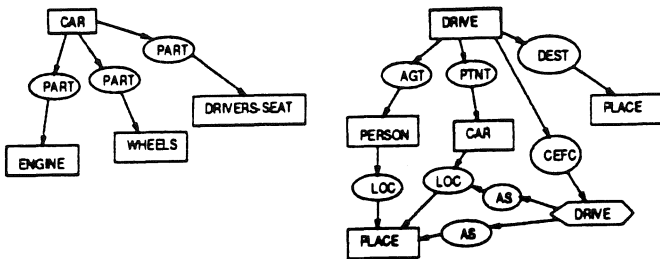 CAR
PART
PART
PART
DRIVERS-SEAT
WHEELS
ENGINE
DRIVE
DEST
AGT
PTNT
PLACE
PERSON
CAR
CEFC
LOC
LOC
AS
DRIVE
PLACE
AS